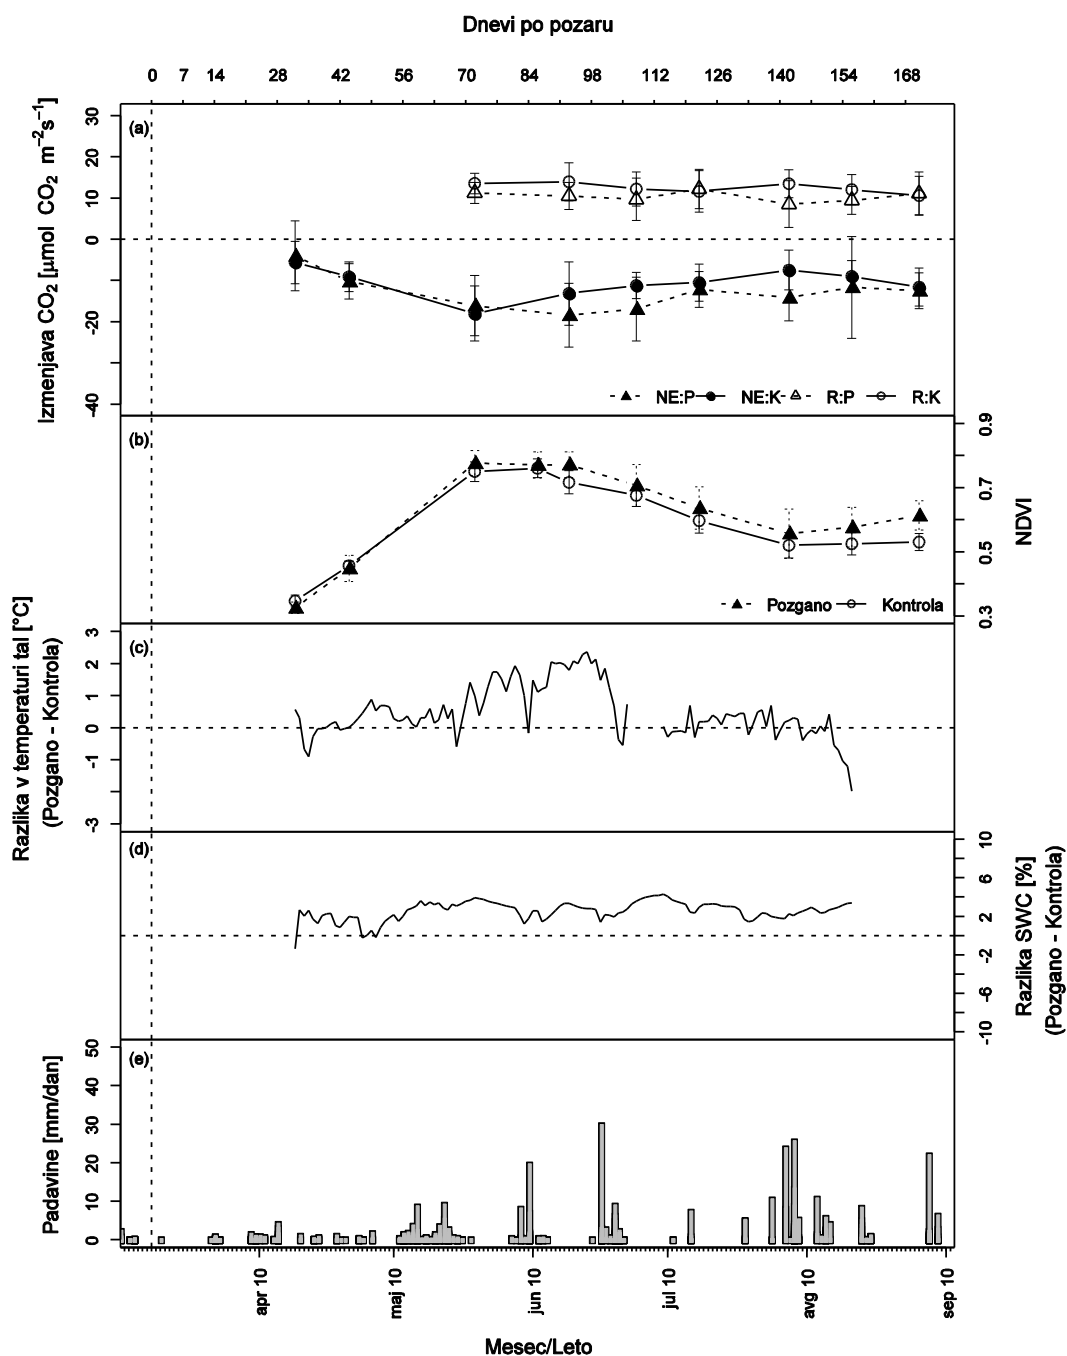 Dnevi po pozaru
0 7 14 28 42 56 70 84 98 112 126 140 154 168
Izmenjava CO2 [µmol CO2 m−2s−1]
30
20
10
0
-20
-40
(a)
NE:P NE:K R:P R:K
(b)
0.9
0.7
0.5
0.3
NDVI
Pozgano Kontrola
Razlika v temperaturi tal [°C]
(Pozgano - Kontrola)
3
2
1
0
-1
-3
(c)
(d)
10
6
2
-2
-6
-10
Razlika SWC [%]
(Pozgano - Kontrola)
Padavine [mm/dan]
50
40
30
20
10
0
(e)
apr 10 maj 10 jun 10 jul 10 avg 10 sep 10
Mesec/Leto